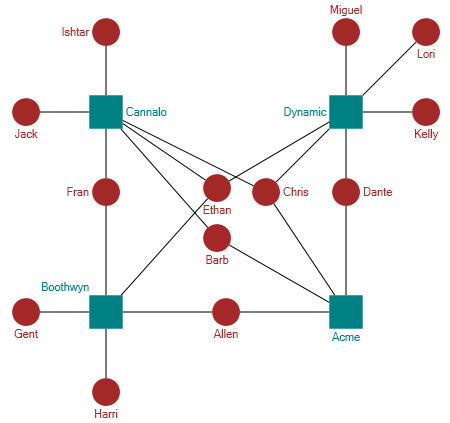 Miguel
Ishtar
Lori
Cannalo
Dynamic
Jack
Kelly
Fran
Chris
Dante
Ethan
Barb
Boothwyn
Gent
Allen
Acme
Harri